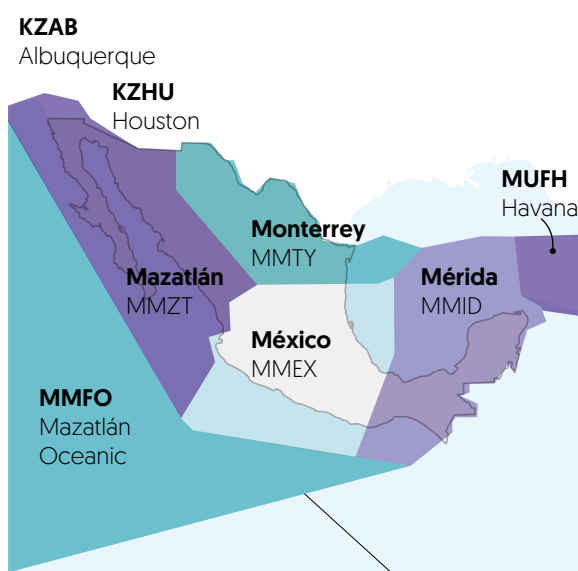 KZAB
Albuquerque
KZHU
Houston
MUFH
Havana
Monterrey
MMTY
Mazatlán
MMZT
Mérida
MMID
México
MMEX
MMFO
Mazatlán
Oceanic